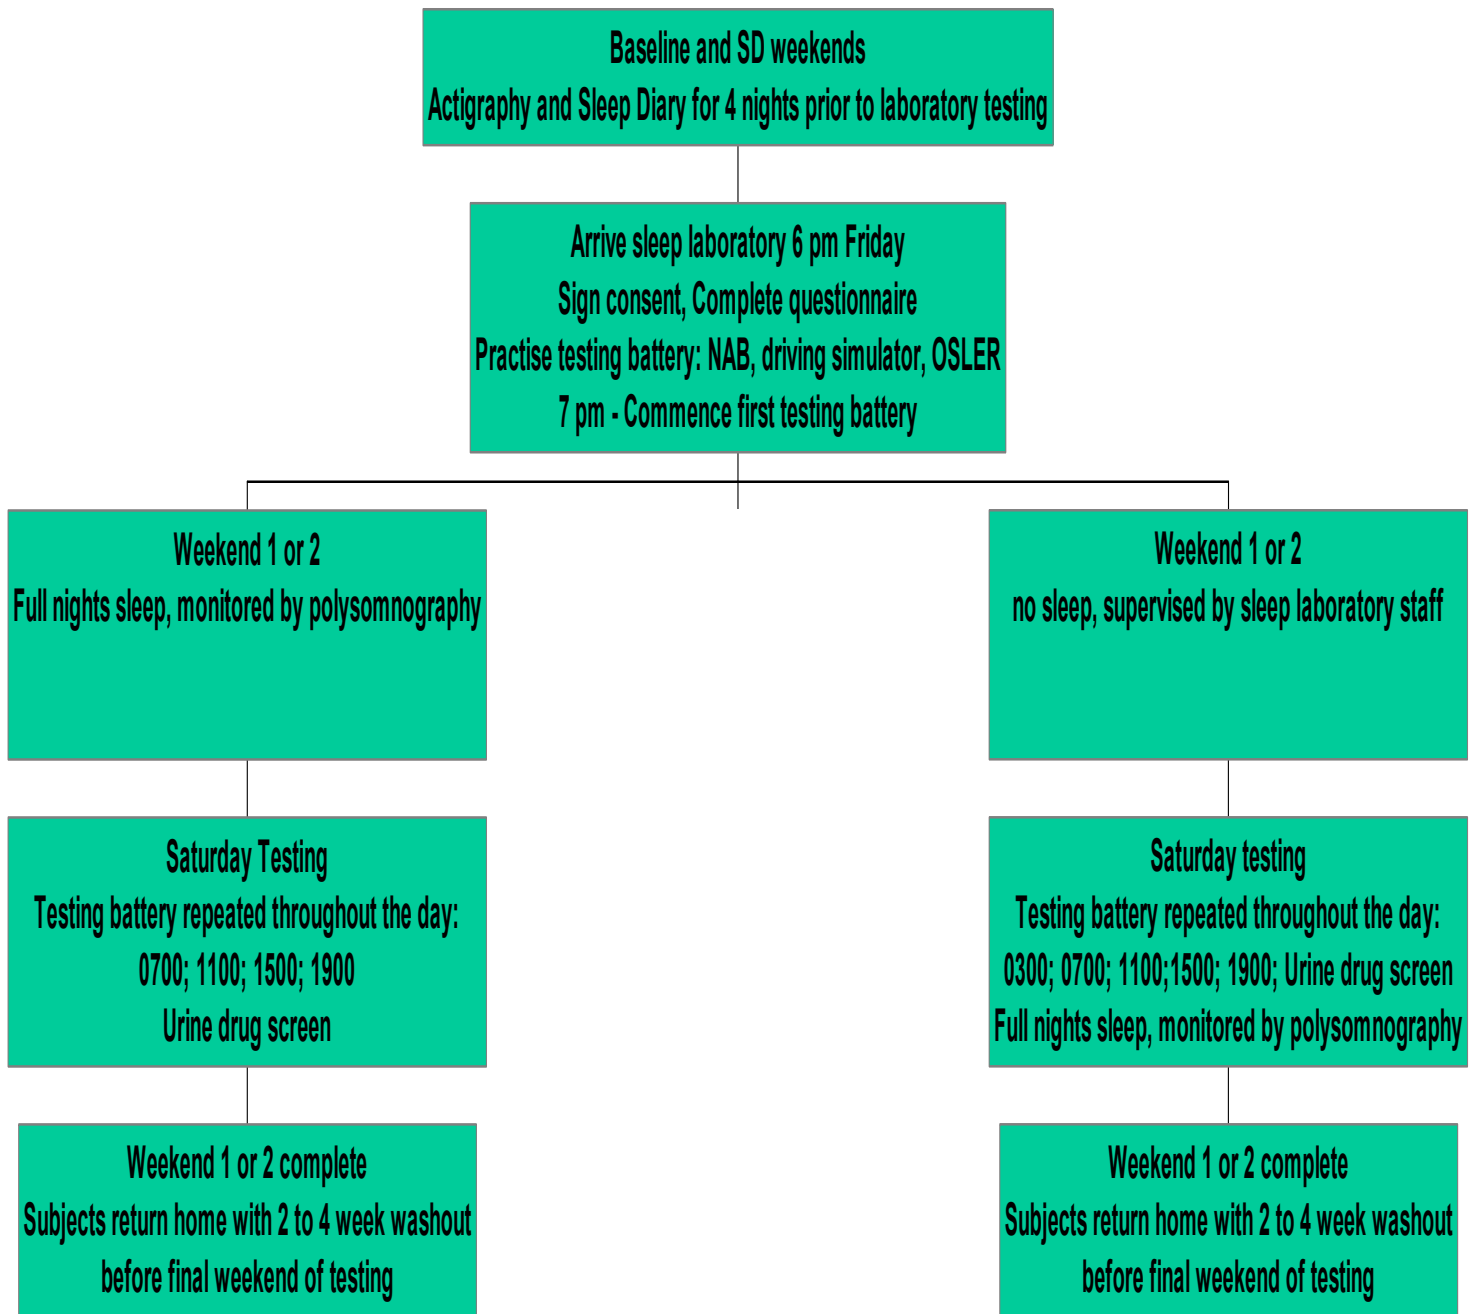 Baseline and SD weekends
Actigraphy and Sleep Diary for 4 nights prior to laboratory testing
Arrive sleep laboratory 6 pm Friday
Sign consent, Complete questionnaire
Practise testing battery: NAB, driving simulator, OSLER
7 pm - Commence first testing battery
Weekend 1 or 2
Full nights sleep, monitored by polysomnography
Weekend 1 or 2
no sleep, supervised by sleep laboratory staff
Saturday Testing
Testing battery repeated throughout the day:
0700; 1100; 1500; 1900
Urine drug screen
Saturday testing
Testing battery repeated throughout the day:
0300; 0700; 1100;1500; 1900; Urine drug screen
Full nights sleep, monitored by polysomnography
Weekend 1 or 2 complete
Subjects return home with 2 to 4 week washout
before final weekend of testing
Weekend 1 or 2 complete
Subjects return home with 2 to 4 week washout
before final weekend of testing